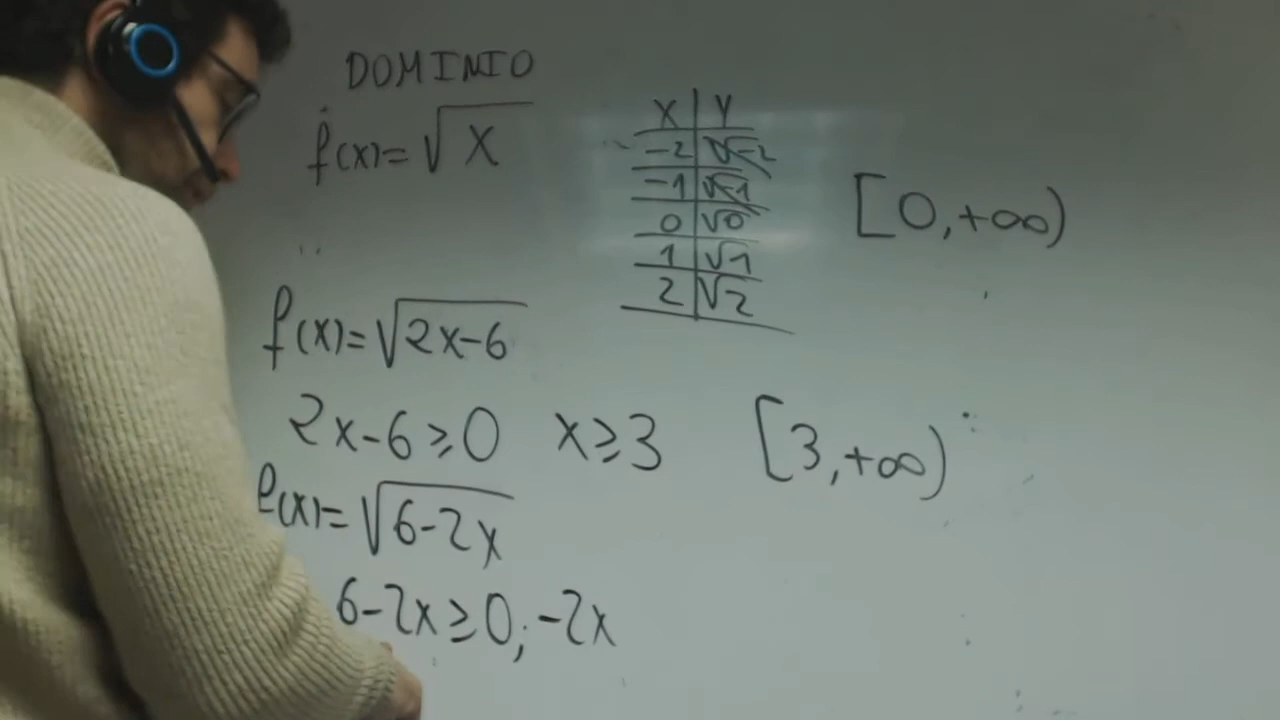 DOMINIO
f(x)=√x
X Y
-2 √-2
-1 √-1
0 √0
1 √1
2 √2
[0,+∞)
f(x)=√2x-6
2x-6≥0 x≥3 [3,+∞)
f(x)=√6-2x
6-2x≥0; -2x